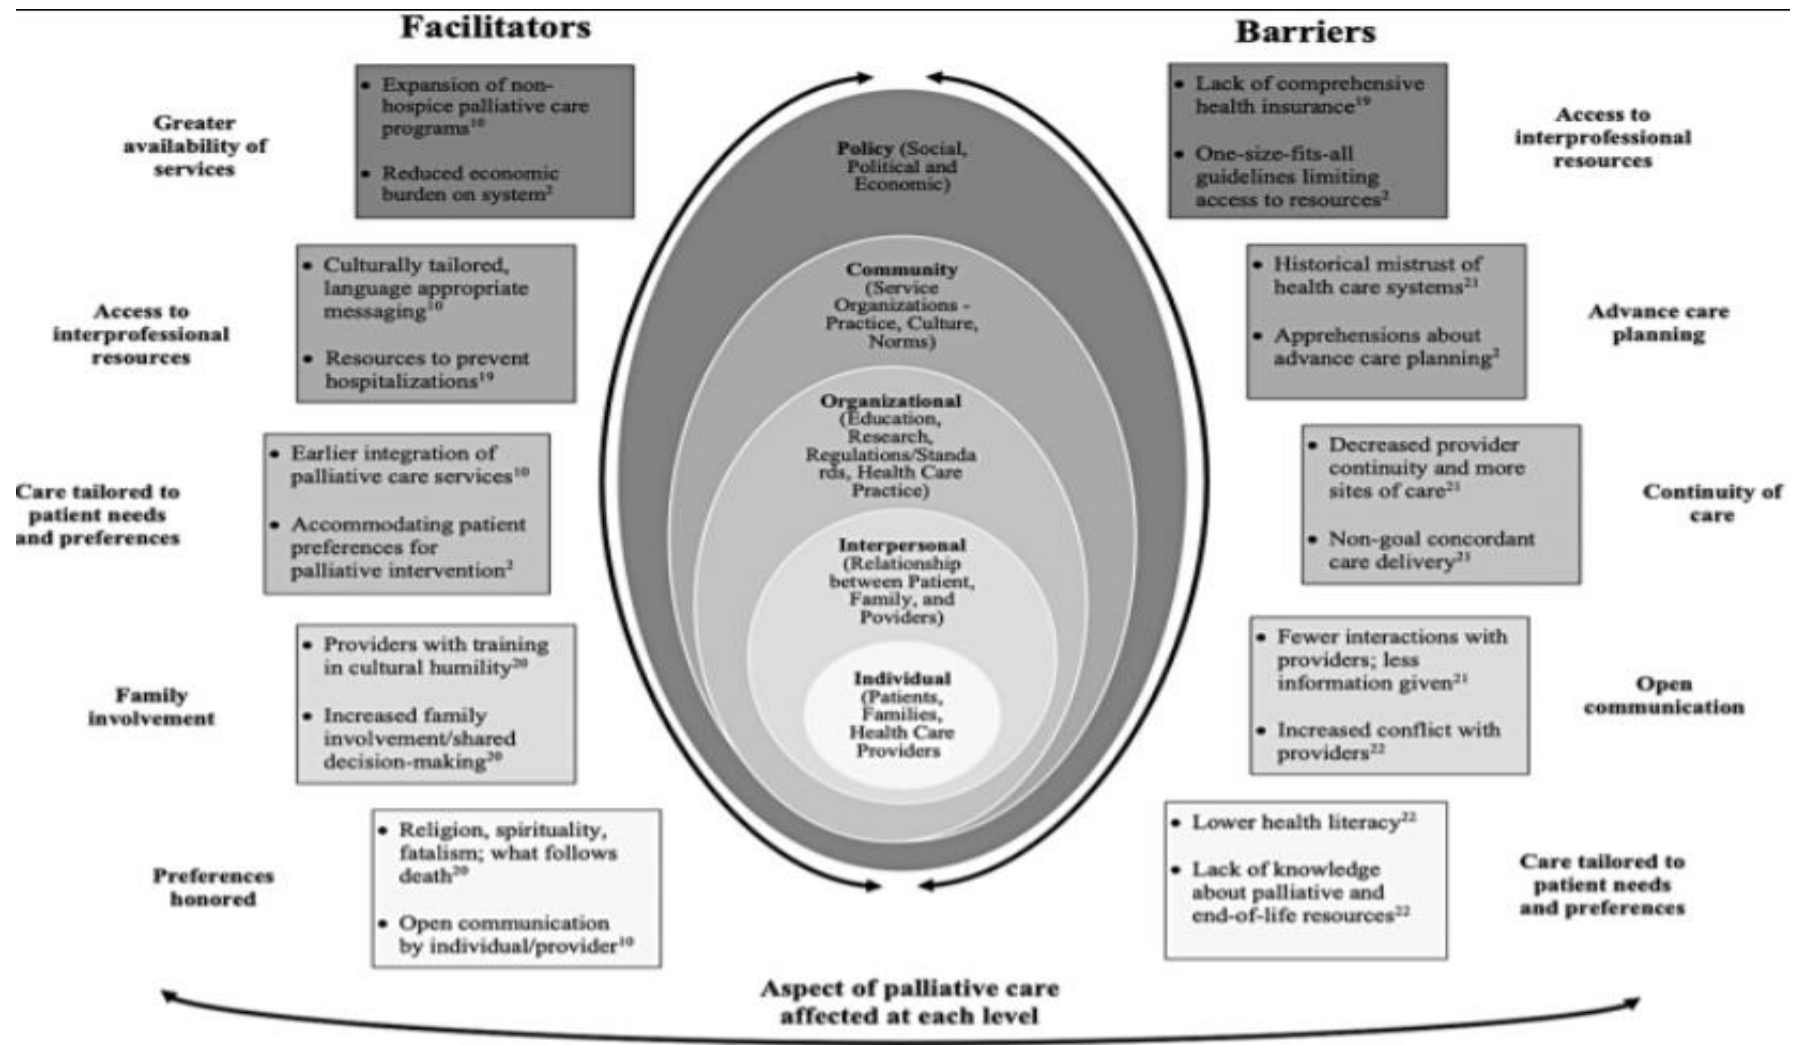 Facilitators
Barriers
Greater
availability of
services
• Expansion of non-
hospice palliative care
programs¹⁰
• Reduced economic
burden on system²
Access to
interprofessional
resources
• Culturally tailored,
language appropriate
messaging¹⁰
• Resources to prevent
hospitalizations¹⁹
Care tailored to
patient needs
and preferences
• Earlier integration of
palliative care services¹⁰
• Accommodating patient
preferences for
palliative intervention²
Family
involvement
• Providers with training
in cultural humility²⁰
• Increased family
involvement/shared
decision-making²⁰
Preferences
honored
• Religion, spirituality,
fatalism; what follows
death²⁰
• Open communication
by individual/provider¹⁰
Policy (Social,
Political and
Economic)
Community
(Service
Organizations -
Practice, Culture,
Norms)
Organizational
(Education,
Research,
Regulations/Standa
rds, Health Care
Practice)
Interpersonal
(Relationship
between Patient,
Family, and
Poviders)
Individual
(Patients,
Families,
Health Care
Providers
• Lack of comprehensive
health insurance¹⁹
• One-size-fits-all
guidelines limiting
access to resources²
Access to
interprofessional
resources
• Historical mistrust of
health care systems²¹
• Apprehensions about
advance care planning²
Advance care
planning
• Decreased provider
continuity and more
sites of care²¹
• Non-goal concordant
care delivery²¹
Continuity of
care
• Fewer interactions with
providers; less
information given²¹
• Increased conflict with
providers²²
Open
communication
• Lower health literacy²²
• Lack of knowledge
about palliative and
end-of-life resources²²
Care tailored to
patient needs
and preferences
Aspect of palliative care
affected at each level